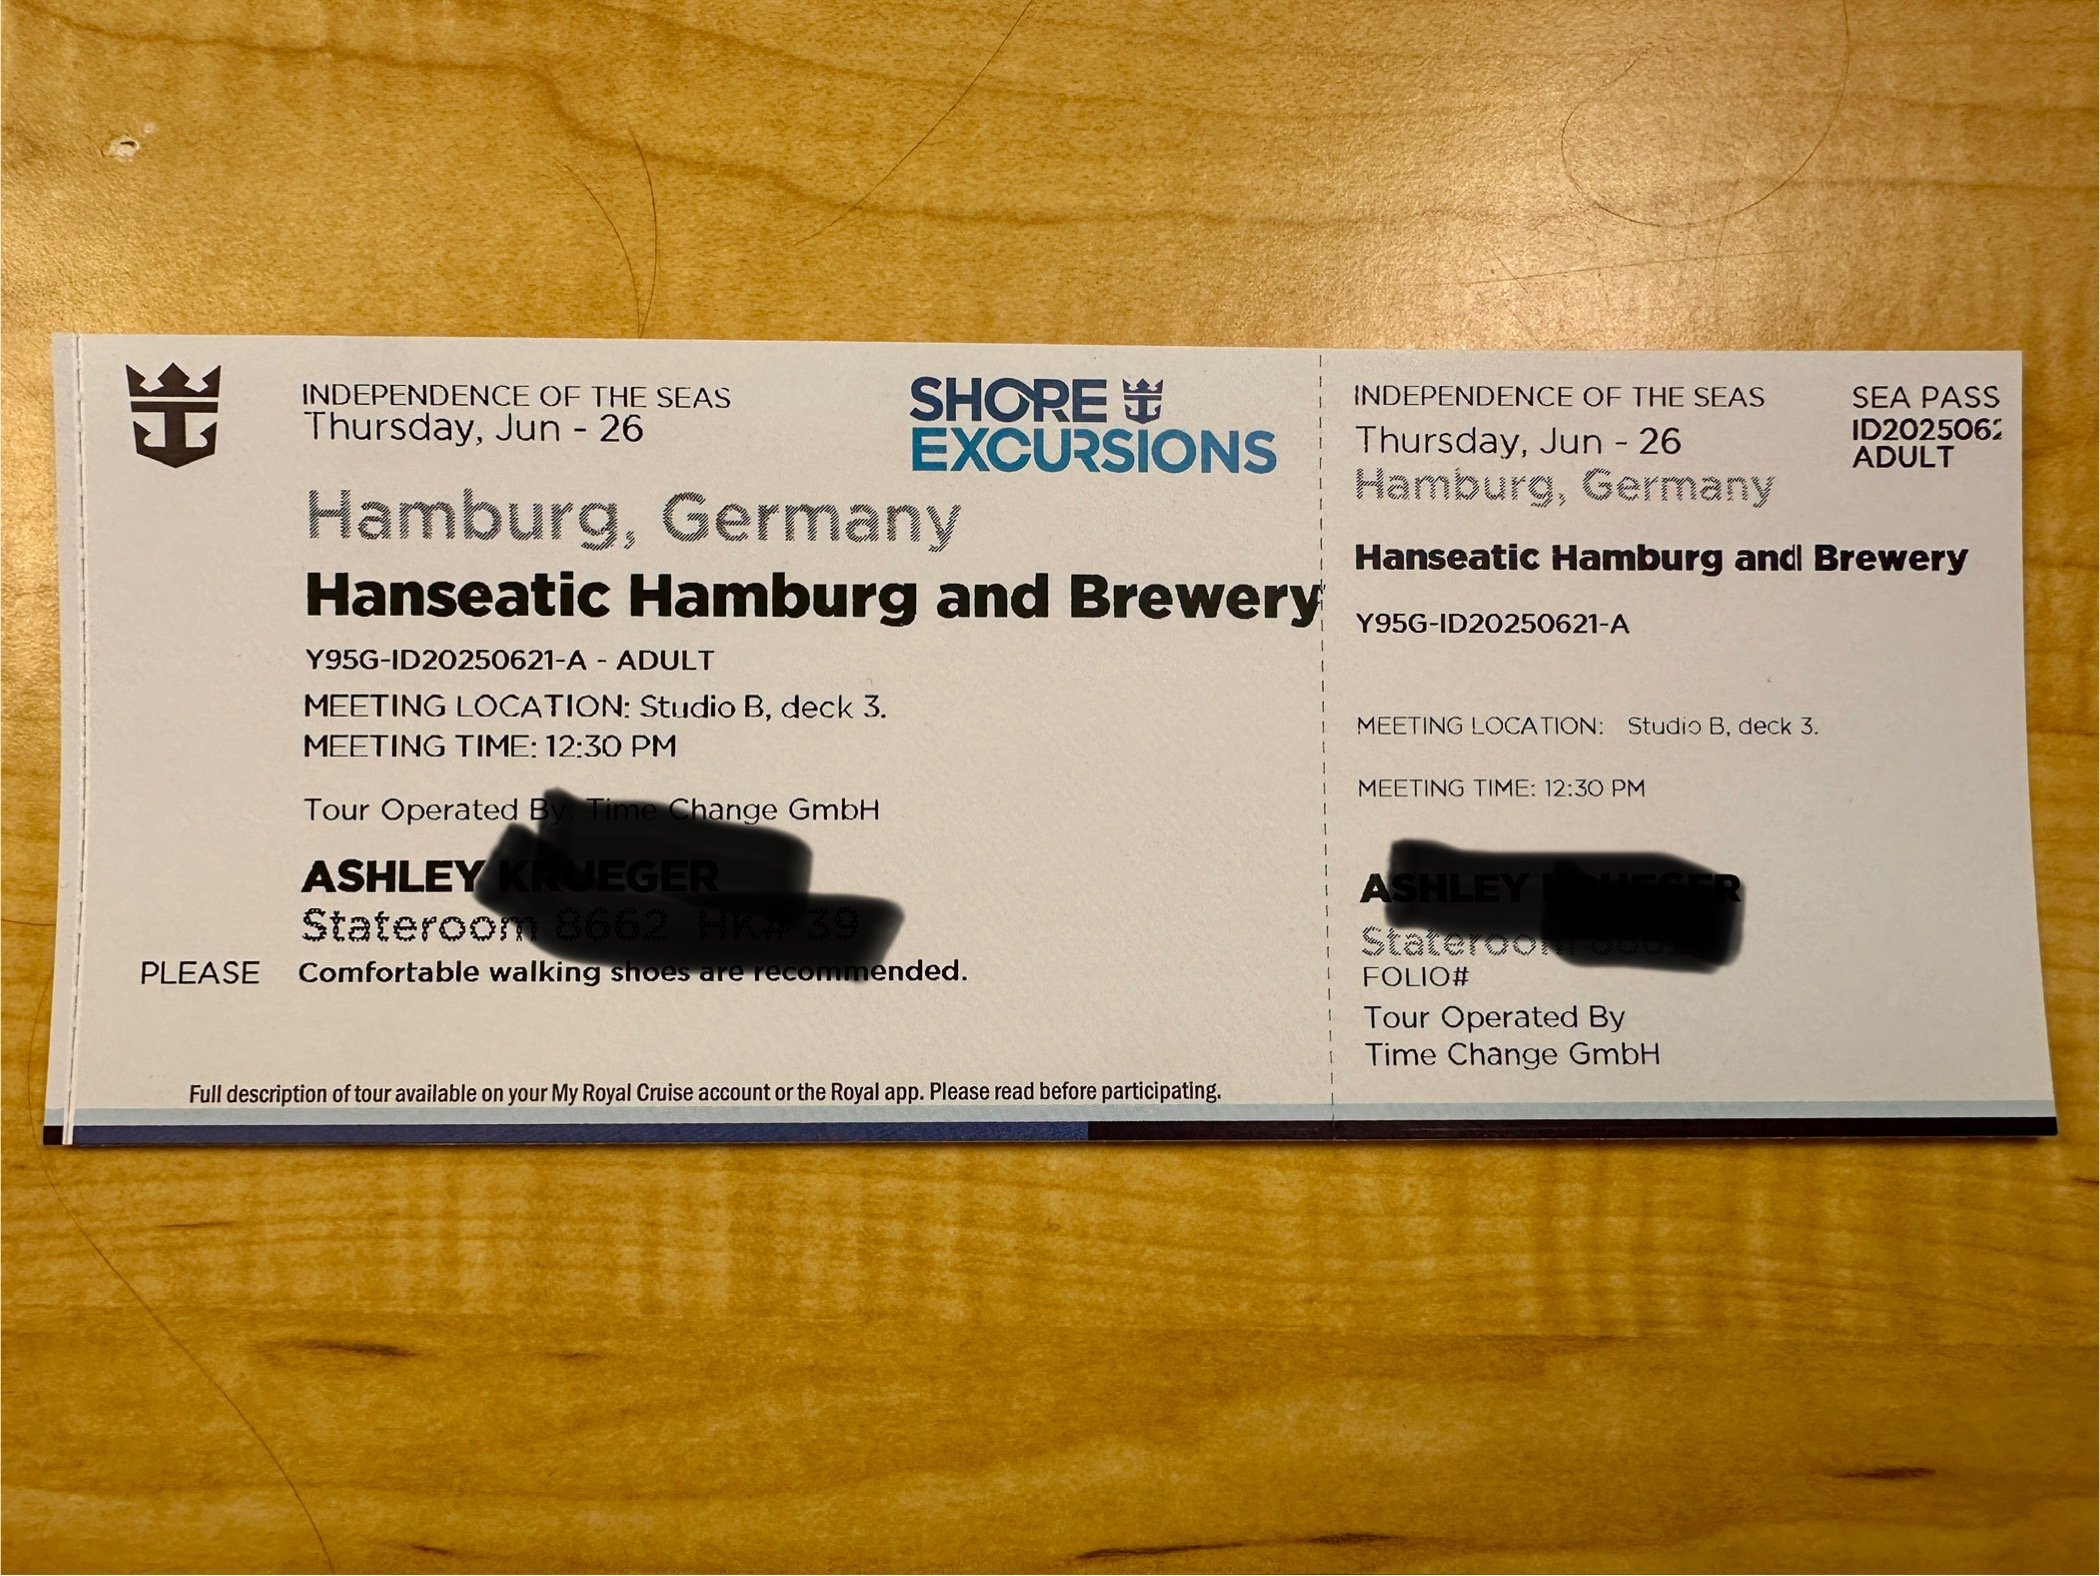 INDEPENDENCE OF THE SEAS
Thursday, Jun - 26
SHORE
EXCURSIONS
Hamburg, Germany
Hanseatic Hamburg and Brewery
Y95G-ID20250621-A - ADULT
MEETING LOCATION: Studio B, deck 3.
MEETING TIME: 12:30 PM
Tour Operated By: Time Change GmbH
ASHLEY
Stateroom
PLEASE Comfortable walking shoes are recommended.
Full description of tour available on your My Royal Cruise account or the Royal app. Please read before participating.
INDEPENDENCE OF THE SEAS
Thursday, Jun - 26
Hamburg, Germany
SEA PASS
ID2025062
ADULT
Hanseatic Hamburg and Brewery
Y95G-ID20250621-A
MEETING LOCATION: Studio B, deck 3.
MEETING TIME: 12:30 PM
ASHLEY
Stateroom
FOLIO#
Tour Operated By
Time Change GmbH